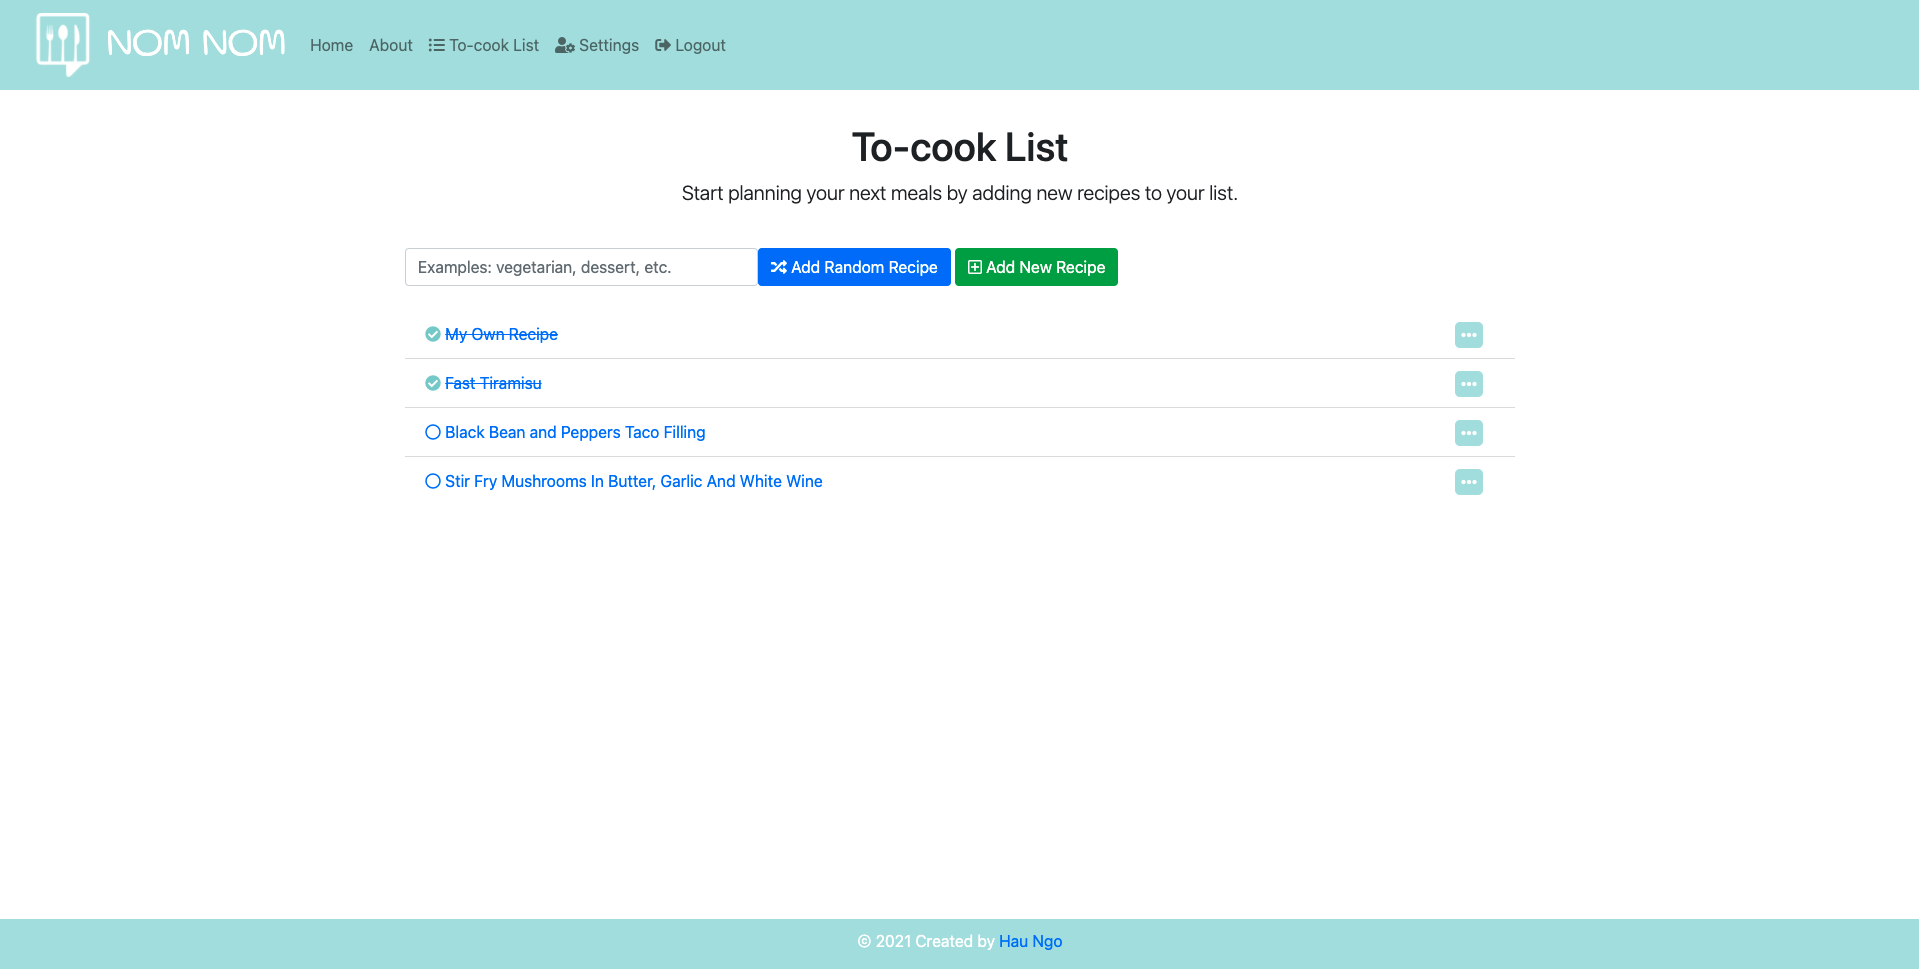 NOM NOM Home About To-cook List Settings Logout
To-cook List
Start planning your next meals by adding new recipes to your list.
Examples: vegetarian, dessert, etc. Add Random Recipe Add New Recipe
My Own Recipe
Fast Tiramisu
Black Bean and Peppers Taco Filling
Stir Fry Mushrooms In Butter, Garlic And White Wine
© 2021 Created by Hau Ngo